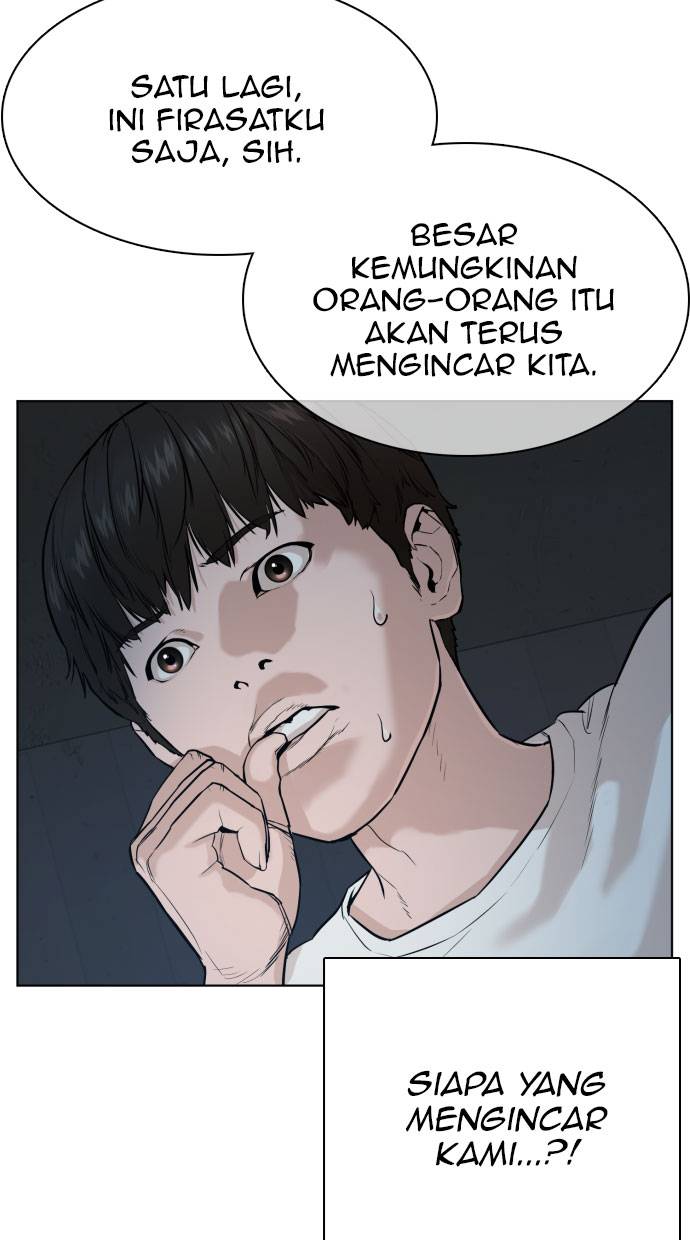 SATU LAGI,
INI FIRASATKU
SAJA, SIH.
BESAR
KEMUNGKINAN
ORANG-ORANG ITU
AKAN TERUS
MENGINCAR KITA.
SIAPA YANG
MENGINCAR
KAMI...?!